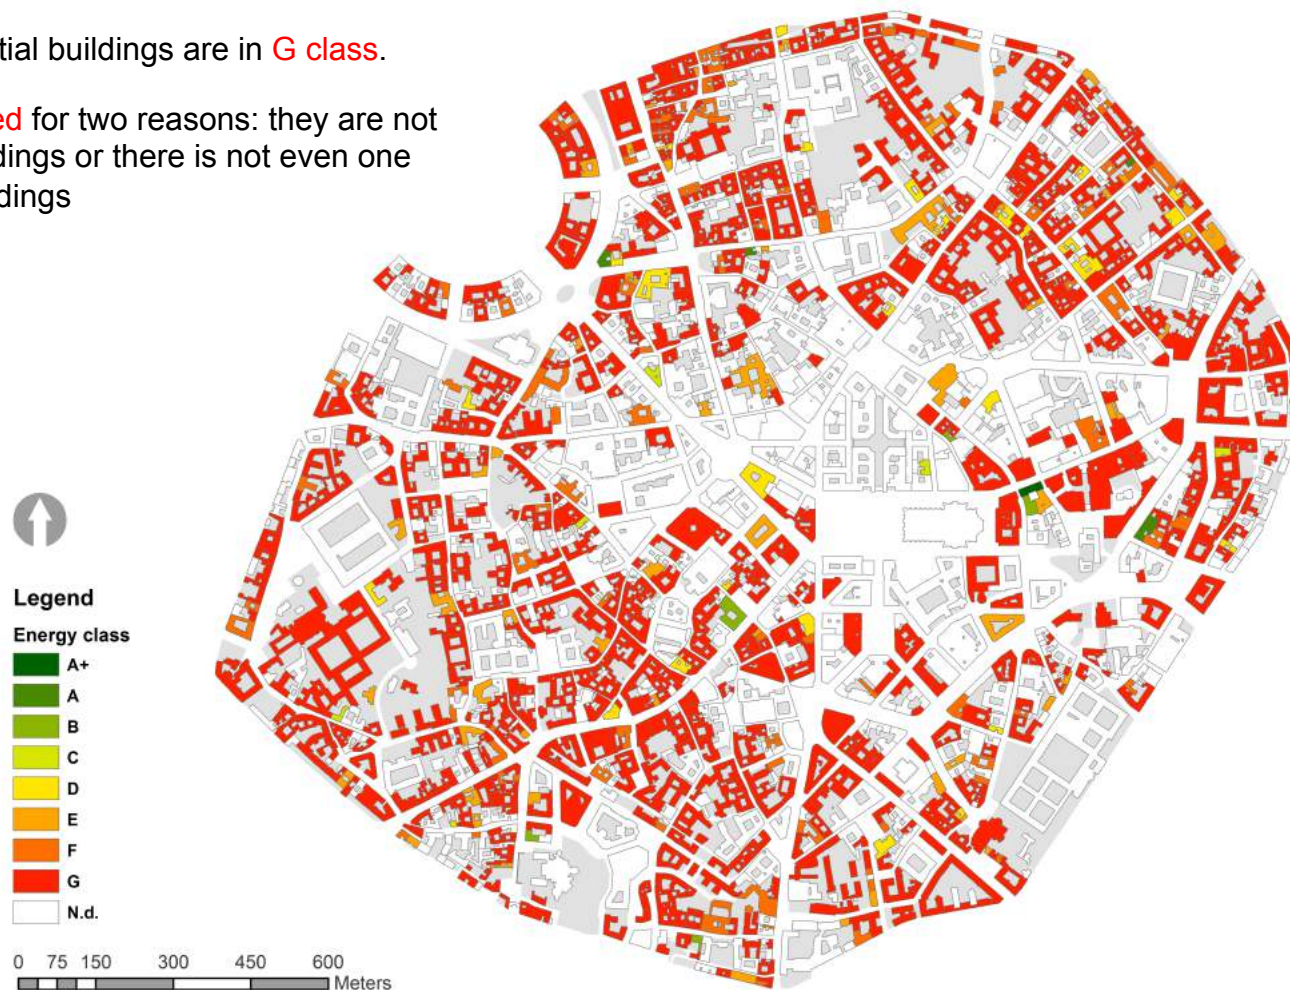 tial buildings are in G class.
ed for two reasons: they are not
dings or there is not even one
dings
Legend
Energy class
A+
A
B
C
D
E
F
G
N.d.
0 75 150 300 450 600
Meters